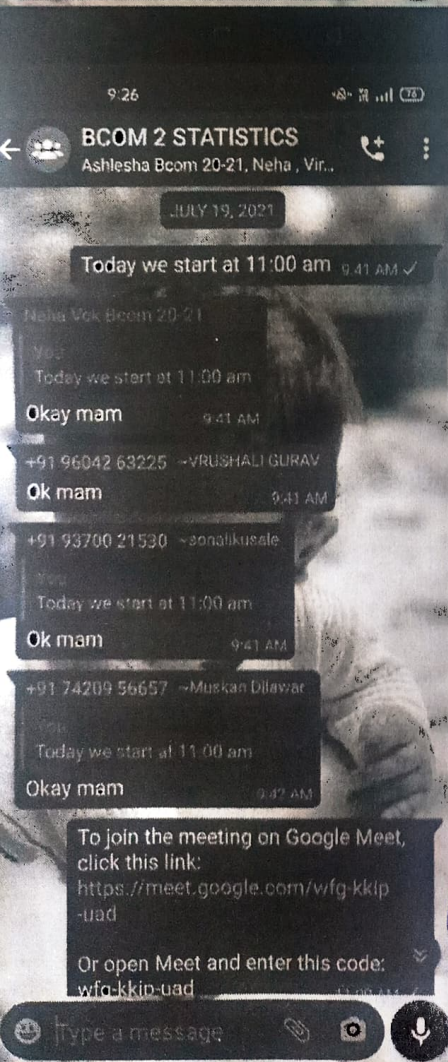 9:26
76
BCOM 2 STATISTICS
Ashlesha Bcom 20-21, Neha , Vir...
JULY 19, 2021
Today we start at 11:00 am 9:41 AM
Neha Vck Bcom 20-21
You
Today we start at 11:00 am
Okay mam 9:41 AM
+91 96042 63225 ~VRUSHALI GURAV
Ok mam 9:41 AM
+91 93700 21530 ~sonalikusale
You
Today we start at 11:00 am
Ok mam 9:41 AM
+91 74209 56657 ~Muskan Dilawar
You
Today we start at 11:00 am
Okay mam 9:42 AM
To join the meeting on Google Meet,
click this link:
https://meet.google.com/wfg-kkip
-uad
Or open Meet and enter this code:
wfg-kkip-uad
Type a message